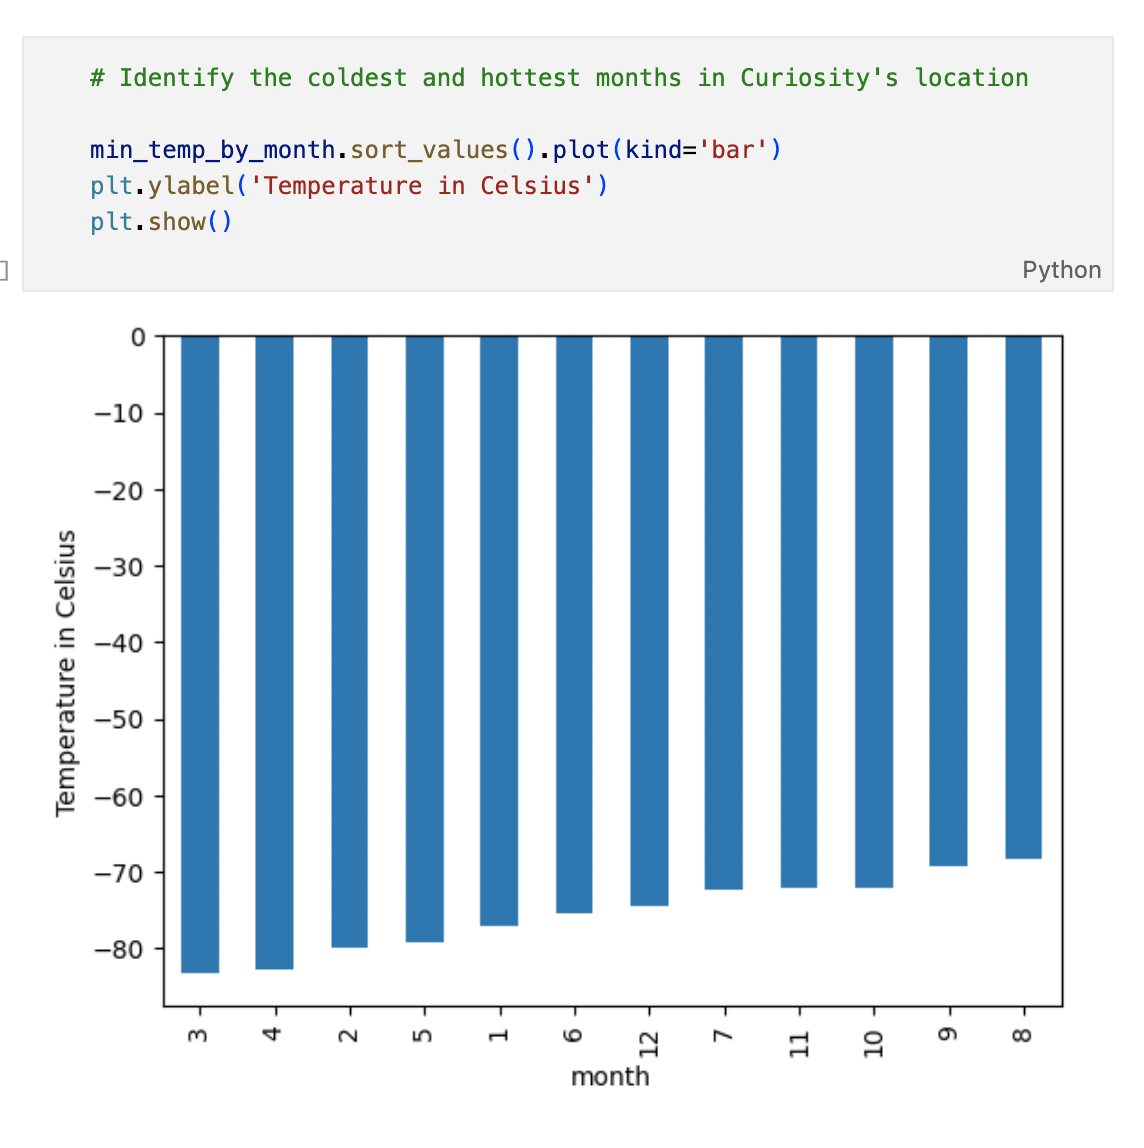 # Identify the coldest and hottest months in Curiosity's location
min_temp_by_month.sort_values().plot(kind='bar')
plt.ylabel('Temperature in Celsius')
plt.show()
Python
0
−10
−20
−30
−40
−50
−60
−70
−80
Temperature in Celsius
3 4 2 5 1 6 12 7 11 10 9 8
month